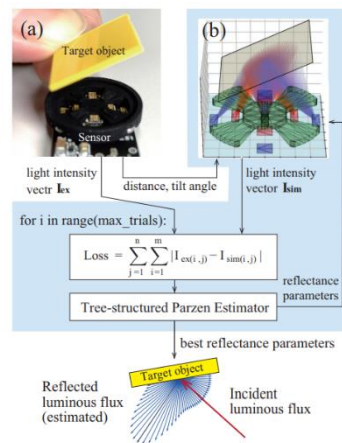 (a)
(b)
Target object
Sensor
light intensity
vectr Iex
distance, tilt angle
light intensity
vector Isim
for i in range(max_trials):
Loss = n∑j=1 m∑i=1 |Iex(i,j) − Isim(i,j)|
reflectance
parameters
Tree-structured Parzen Estimator
best reflectance parameters
Target object
Reflected
luminous flux
(estimated)
Incident
luminous flux